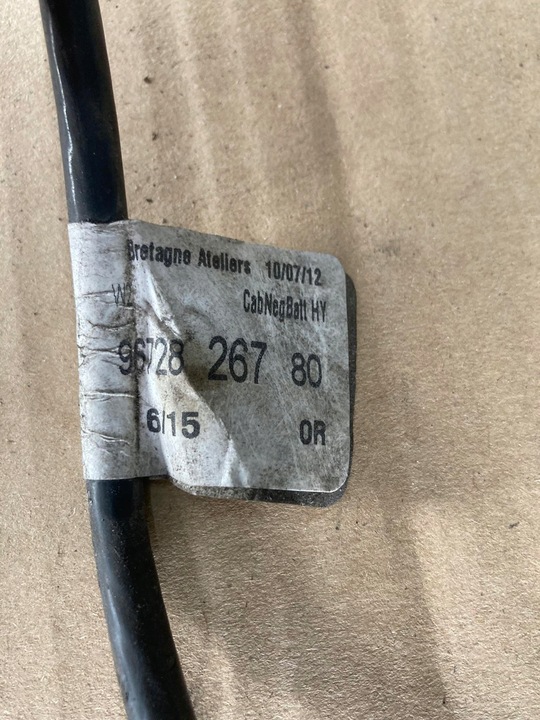 Bretagne Ateliers 10/07/12
CabNegBatt HY
96728 267 80
6/15 OR